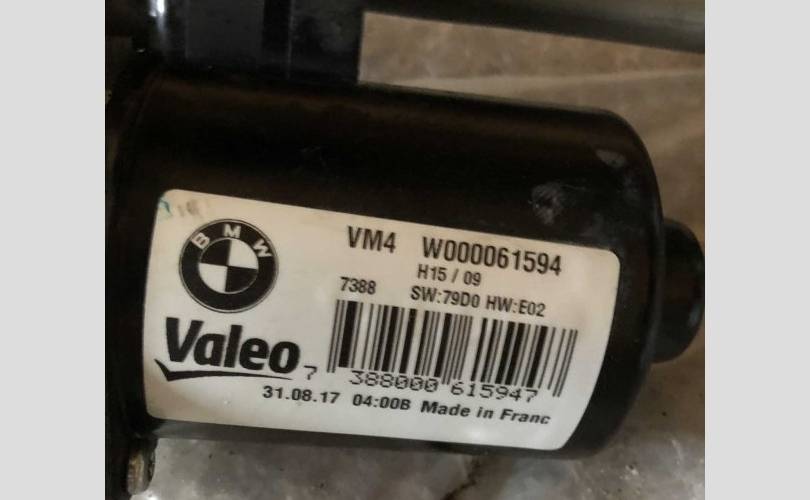 BMW
VM4 W000061594
H15 / 09
7388 SW:79D0 HW:E02
Valeo
7 388000 615947
31.08.17 04:00B Made in Franc